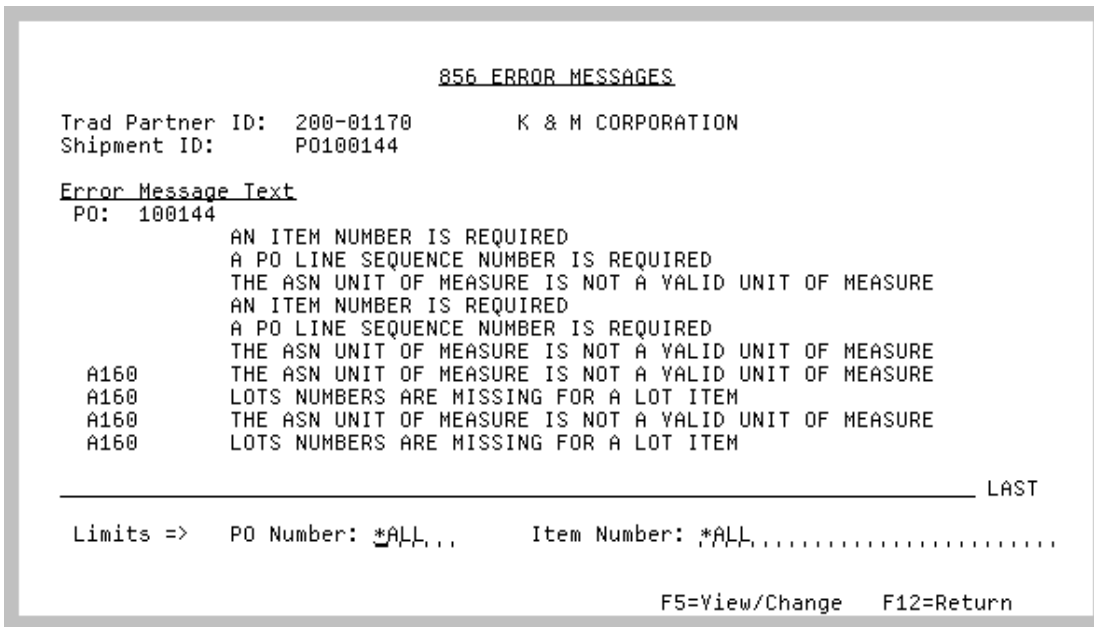 856 ERROR MESSAGES
Trad Partner ID: 200-01170 K & M CORPORATION
Shipment ID: PO100144
Error Message Text
PO: 100144
AN ITEM NUMBER IS REQUIRED
A PO LINE SEQUENCE NUMBER IS REQUIRED
THE ASN UNIT OF MEASURE IS NOT A VALID UNIT OF MEASURE
AN ITEM NUMBER IS REQUIRED
A PO LINE SEQUENCE NUMBER IS REQUIRED
THE ASN UNIT OF MEASURE IS NOT A VALID UNIT OF MEASURE
A160 THE ASN UNIT OF MEASURE IS NOT A VALID UNIT OF MEASURE
A160 LOTS NUMBERS ARE MISSING FOR A LOT ITEM
A160 THE ASN UNIT OF MEASURE IS NOT A VALID UNIT OF MEASURE
A160 LOTS NUMBERS ARE MISSING FOR A LOT ITEM
LAST
Limits => PO Number: *ALL Item Number: *ALL
F5=View/Change F12=Return